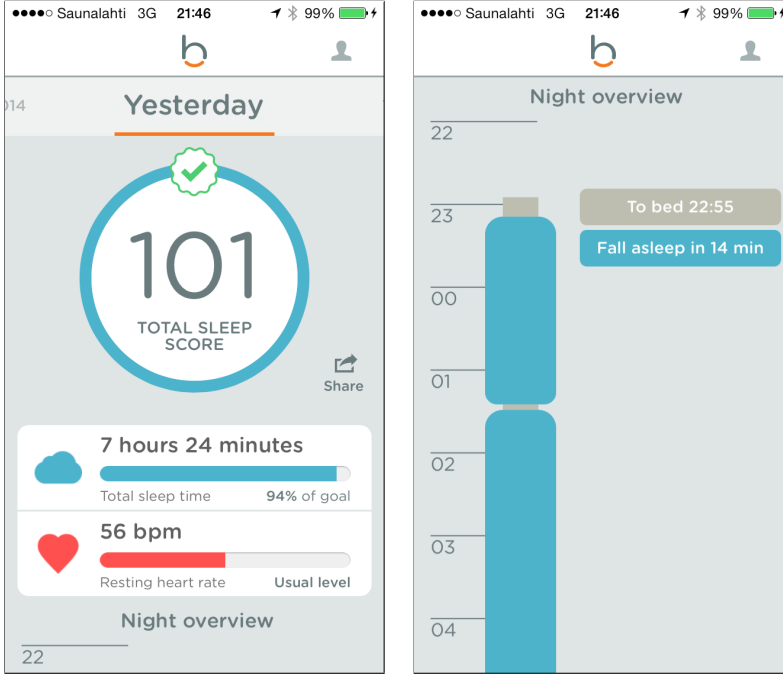 Saunalahti 3G 21:46 99%
b
014
Yesterday
101
TOTAL SLEEP
SCORE
Share
7 hours 24 minutes
Total sleep time 94% of goal
56 bpm
Resting heart rate Usual level
Night overview
22
Saunalahti 3G 21:46 99%
b
Night overview
22
23
To bed 22:55
Fall asleep in 14 min
00
01
02
03
04